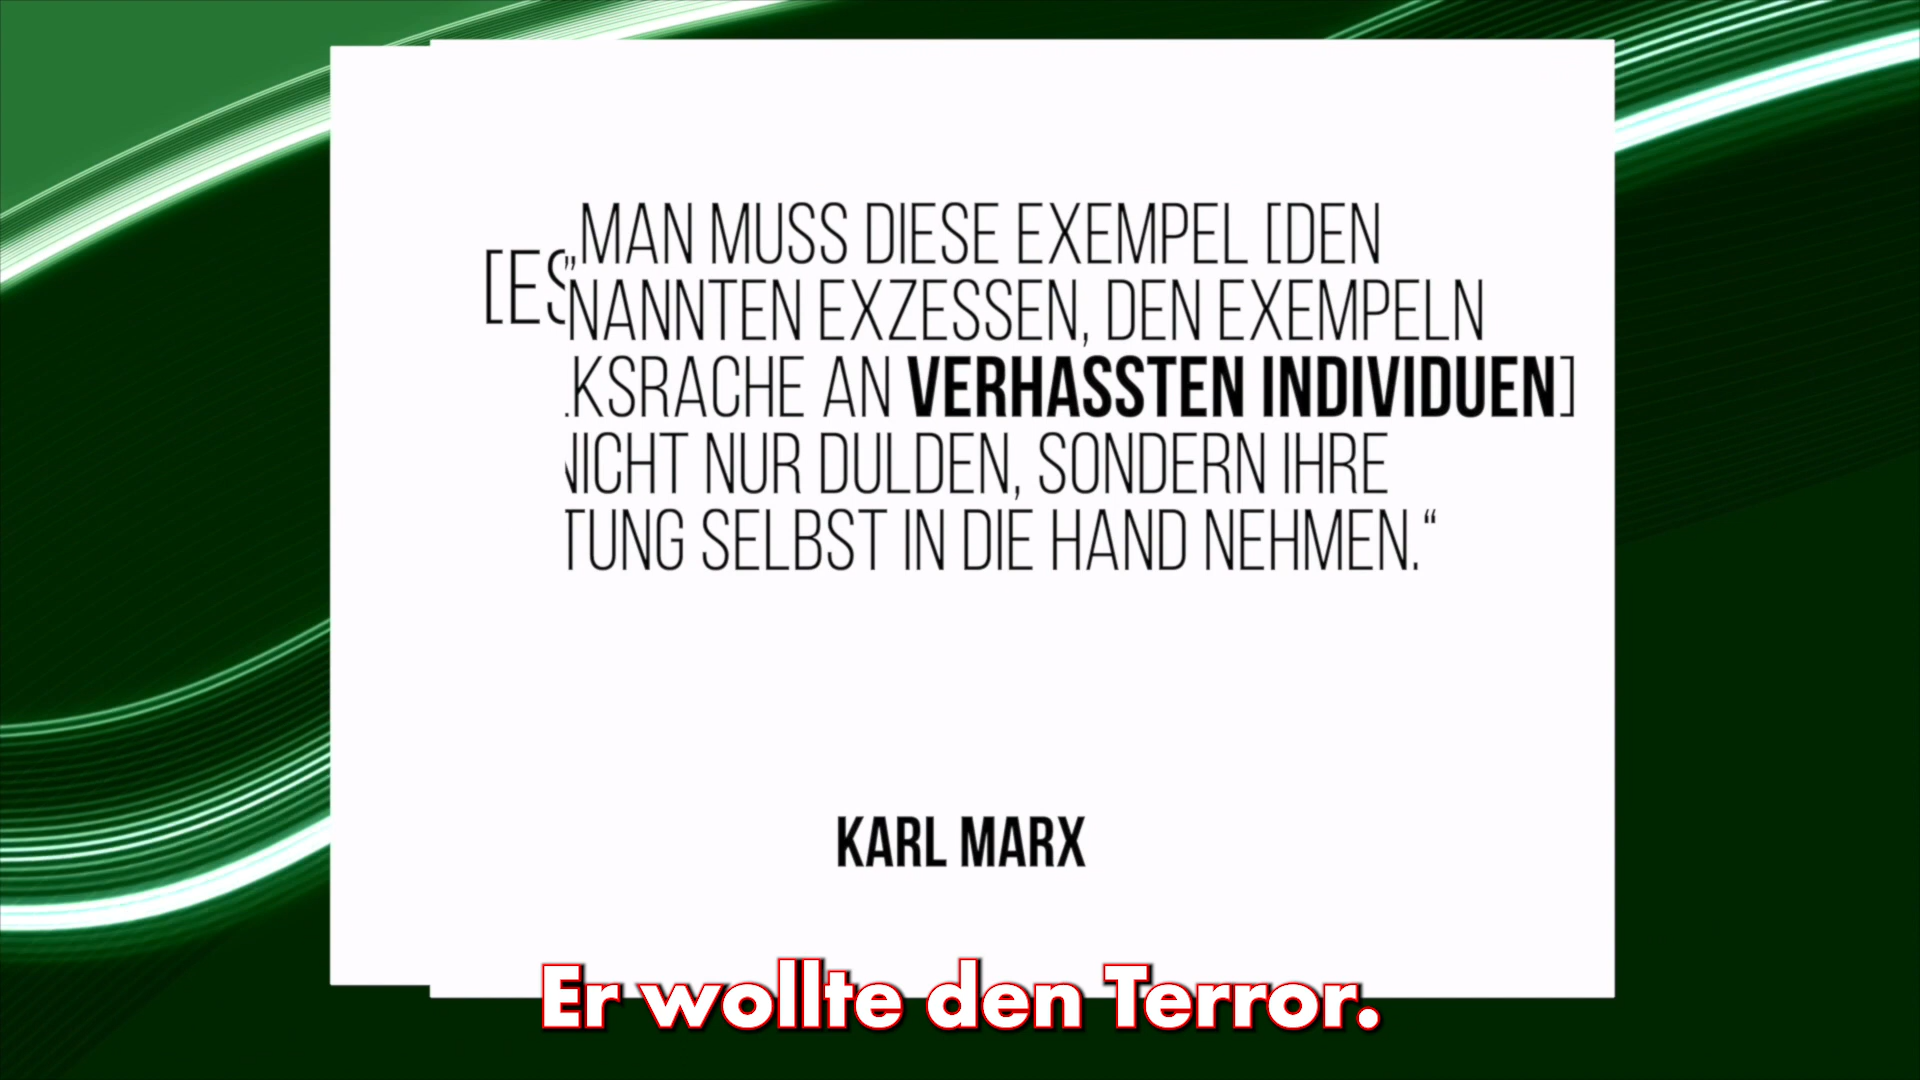 „MAN MUSS DIESE EXEMPEL [DEN
[ES
NANNTEN EXZESSEN, DEN EXEMPELN
KSRACHE AN VERHASSTEN INDIVIDUEN]
NICHT NUR DULDEN, SONDERN IHRE
TUNG SELBST IN DIE HAND NEHMEN.“
KARL MARX
Er wollte den Terror.